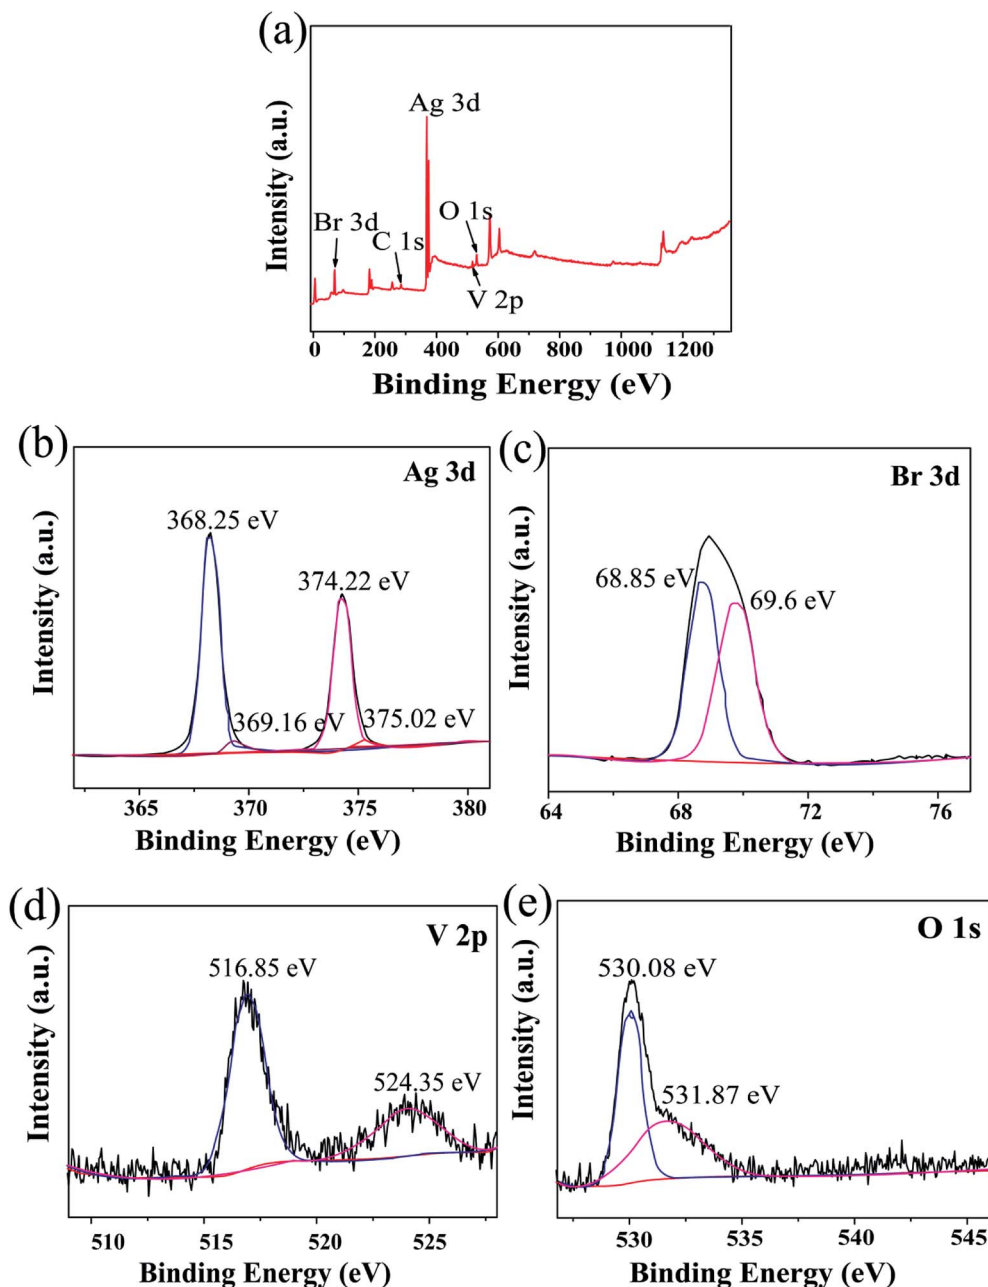 (a)
Ag 3d
O 1s
Br 3d
C 1s
V 2p
Intensity (a.u.)
0 200 400 600 800 1000 1200
Binding Energy (eV)
(b)
Ag 3d
368.25 eV
374.22 eV
369.16 eV
375.02 eV
Intensity (a.u.)
365 370 375 380
Binding Energy (eV)
(c)
Br 3d
68.85 eV
69.6 eV
Intensity (a.u.)
64 68 72 76
Binding Energy (eV)
(d)
V 2p
516.85 eV
524.35 eV
Intensity (a.u.)
510 515 520 525
Binding Energy (eV)
(e)
O 1s
530.08 eV
531.87 eV
Intensity (a.u.)
530 535 540 545
Binding Energy (eV)